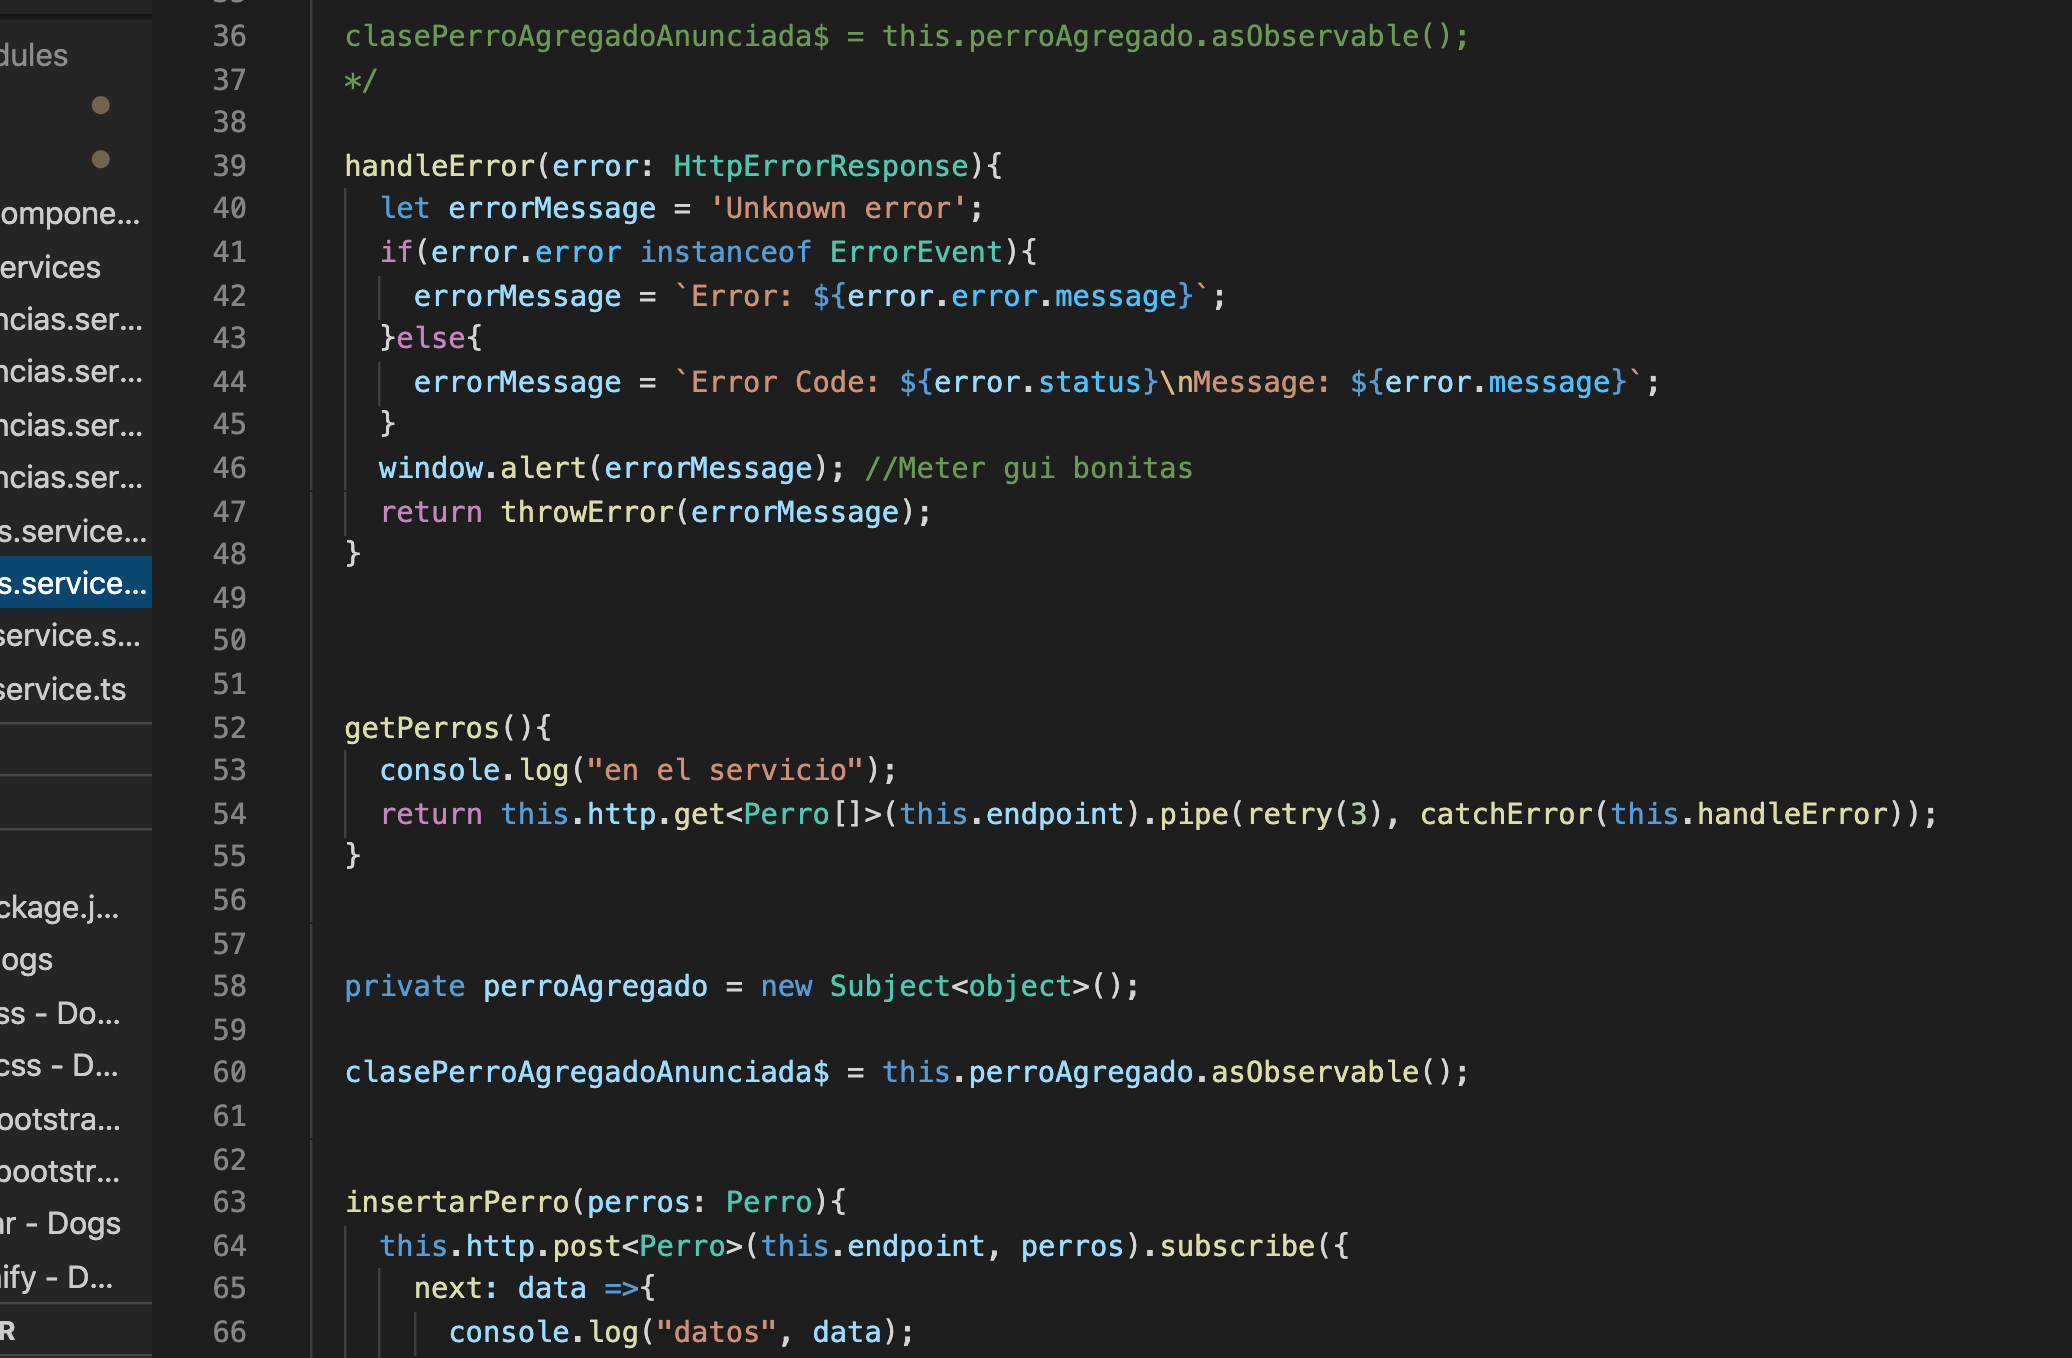 dules
ompone...
ervices
ncias.ser...
ncias.ser...
ncias.ser...
ncias.ser...
s.service...
s.service...
service.s...
service.ts
ckage.j...
ogs
ss - Do...
css - D...
ootstra...
bootstr...
ar - Dogs
ify - D...
R
36 clasePerroAgregadoAnunciada$ = this.perroAgregado.asObservable();
37 */
38
39 handleError(error: HttpErrorResponse){
40 let errorMessage = 'Unknown error';
41 if(error.error instanceof ErrorEvent){
42 errorMessage = `Error: ${error.error.message}`;
43 }else{
44 errorMessage = `Error Code: ${error.status}\nMessage: ${error.message}`;
45 }
46 window.alert(errorMessage); //Meter gui bonitas
47 return throwError(errorMessage);
48 }
49
50
51
52 getPerros(){
53 console.log("en el servicio");
54 return this.http.get<Perro[]>(this.endpoint).pipe(retry(3), catchError(this.handleError));
55 }
56
57
58 private perroAgregado = new Subject<object>();
59
60 clasePerroAgregadoAnunciada$ = this.perroAgregado.asObservable();
61
62
63 insertarPerro(perros: Perro){
64 this.http.post<Perro>(this.endpoint, perros).subscribe({
65 next: data =>{
66 console.log("datos", data);